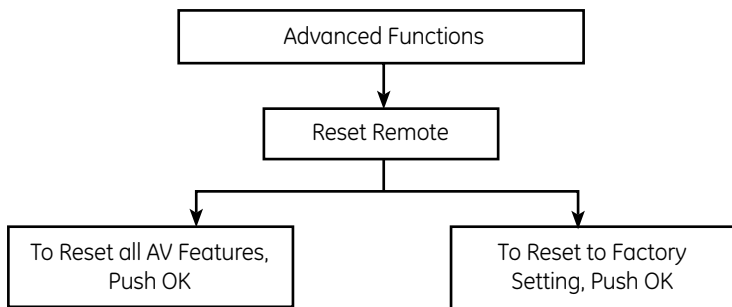 Advanced Functions
Reset Remote
To Reset all AV Features,
Push OK
To Reset to Factory
Setting, Push OK